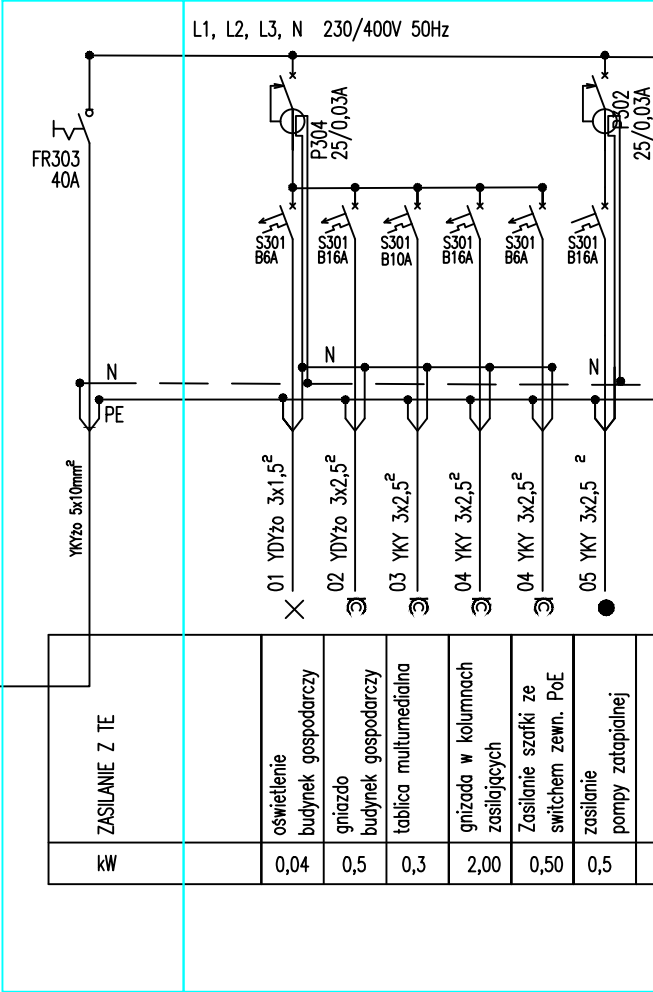 L1, L2, L3, N 230/400V 50Hz
FR303
40A
P304
25/0,03A
P302
25/0,03A
S301
B6A
S301
B16A
S301
B10A
S301
B16A
S301
B6A
S301
B16A
N
N
N
PE
YKYżo 5x10mm²
01 YDYżo 3x1,5²
02 YDYżo 3x2,5²
03 YKY 3x2,5²
04 YKY 3x2,5²
04 YKY 3x2,5²
05 YKY 3x2,5 ²
ZASILANIE Z TE
oświetlenie
budynek gospodarczy
gniazdo
budynek gospodarczy
tablica multumedialna
gnizada w kolumnach
zasilających
Zasilanie szafki ze
switchem zewn. PoE
zasilanie
pompy zatapialnej
kW
0,04
0,5
0,3
2,00
0,50
0,5